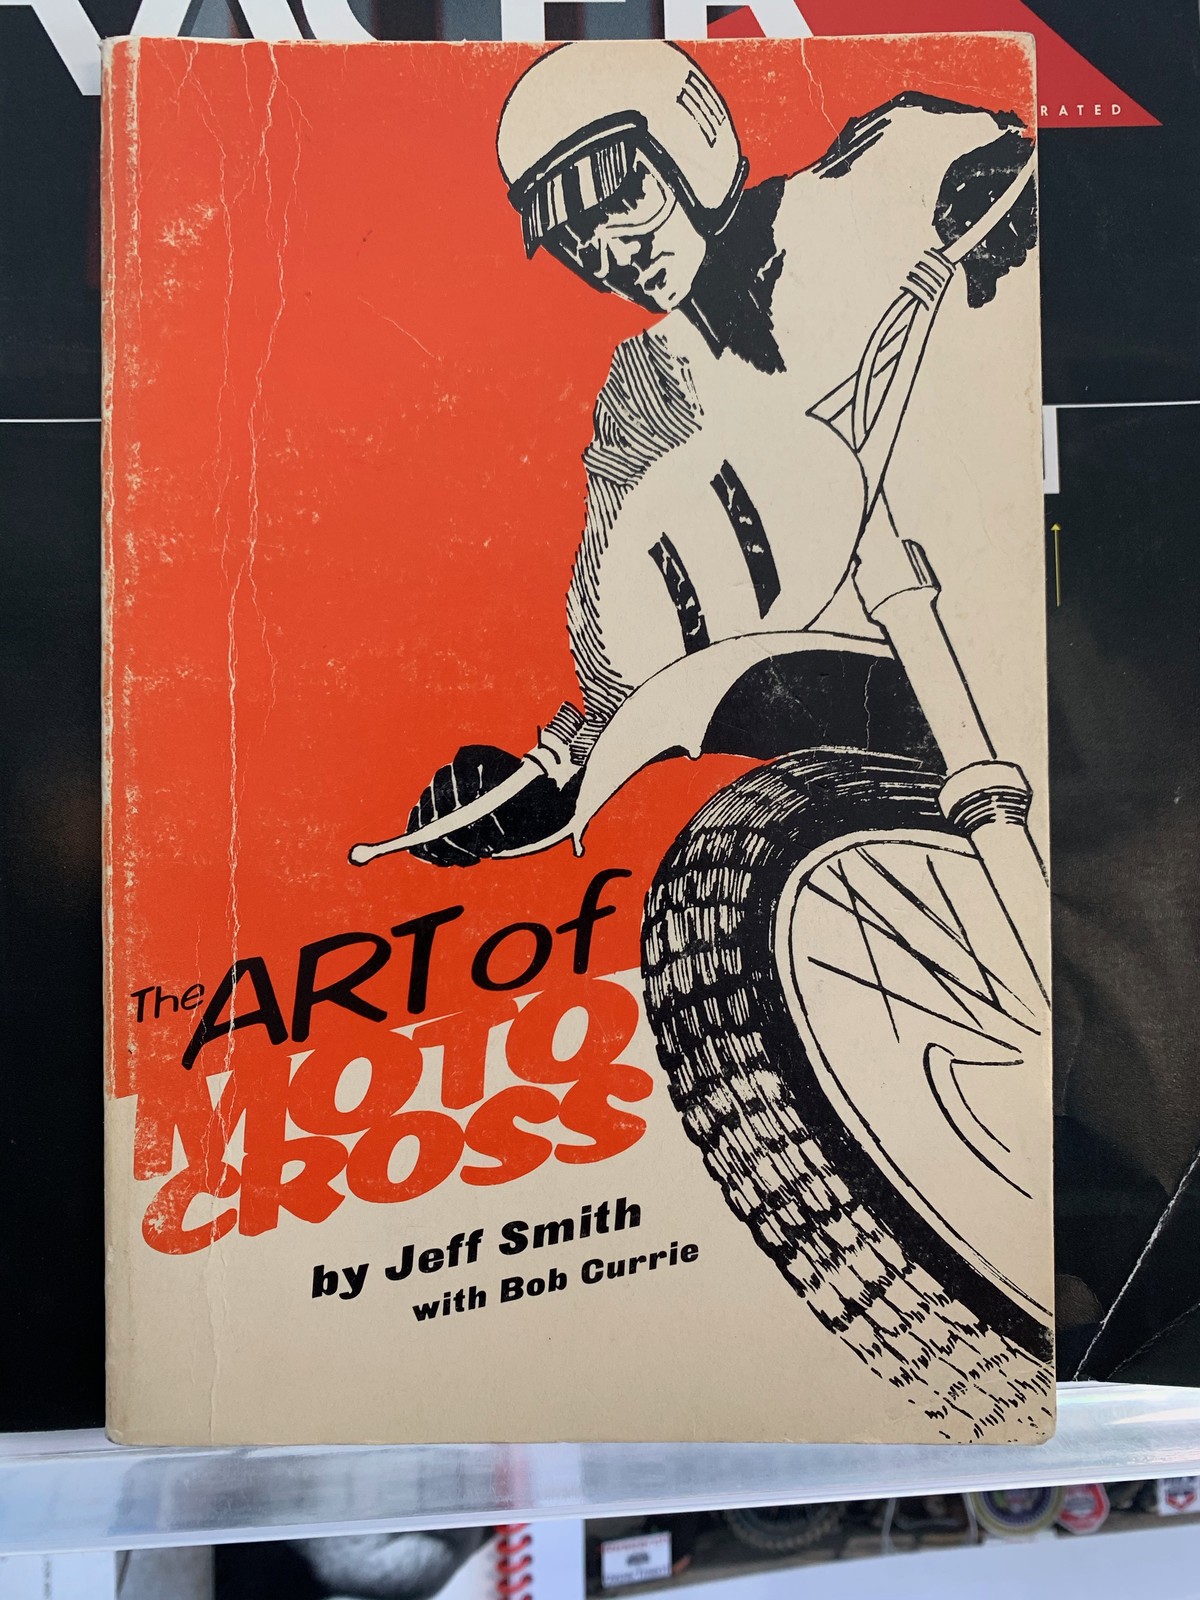 RATED
The ART of
MOTO
CROSS
by Jeff Smith
with Bob Currie